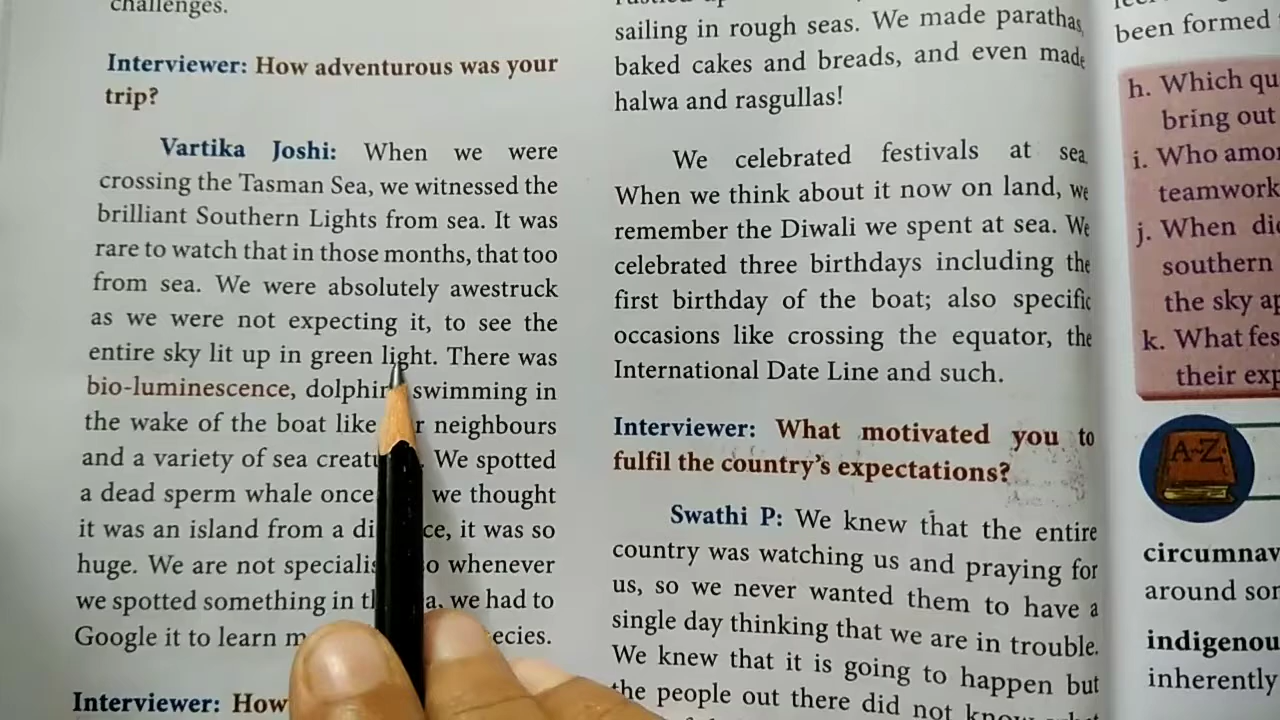 challenges.
Interviewer: How adventurous was your
trip?
Vartika Joshi: When we were
crossing the Tasman Sea, we witnessed the
brilliant Southern Lights from sea. It was
rare to watch that in those months, that too
from sea. We were absolutely awestruck
as we were not expecting it, to see the
entire sky lit up in green light. There was
bio-luminescence, dolphin swimming in
the wake of the boat like neighbours
and a variety of sea We spotted
a dead sperm whale once we thought
it was an island from a it was so
huge. We are not whenever
we spotted something in we had to
Google it to learn
Interviewer: How
sailing in rough seas. We made parathas,
baked cakes and breads, and even made
halwa and rasgullas!
We celebrated festivals at sea.
When we think about it now on land, we
remember the Diwali we spent at sea. We
celebrated three birthdays including the
first birthday of the boat; also specific
occasions like crossing the equator, the
International Date Line and such.
Interviewer: What motivated you to
fulfil the country's expectations?
Swathi P: We knew that the entire
country was watching us and praying for
us, so we never wanted them to have a
single day thinking that we are in trouble.
We knew that it is going to happen but
the people out there did not know
been formed
h. Which qu
bring out
i. Who amo
teamwork
j. When di
southern
the sky ap
k. What fes
their exp
A-Z
circumnav
around so
indigenou
inherently